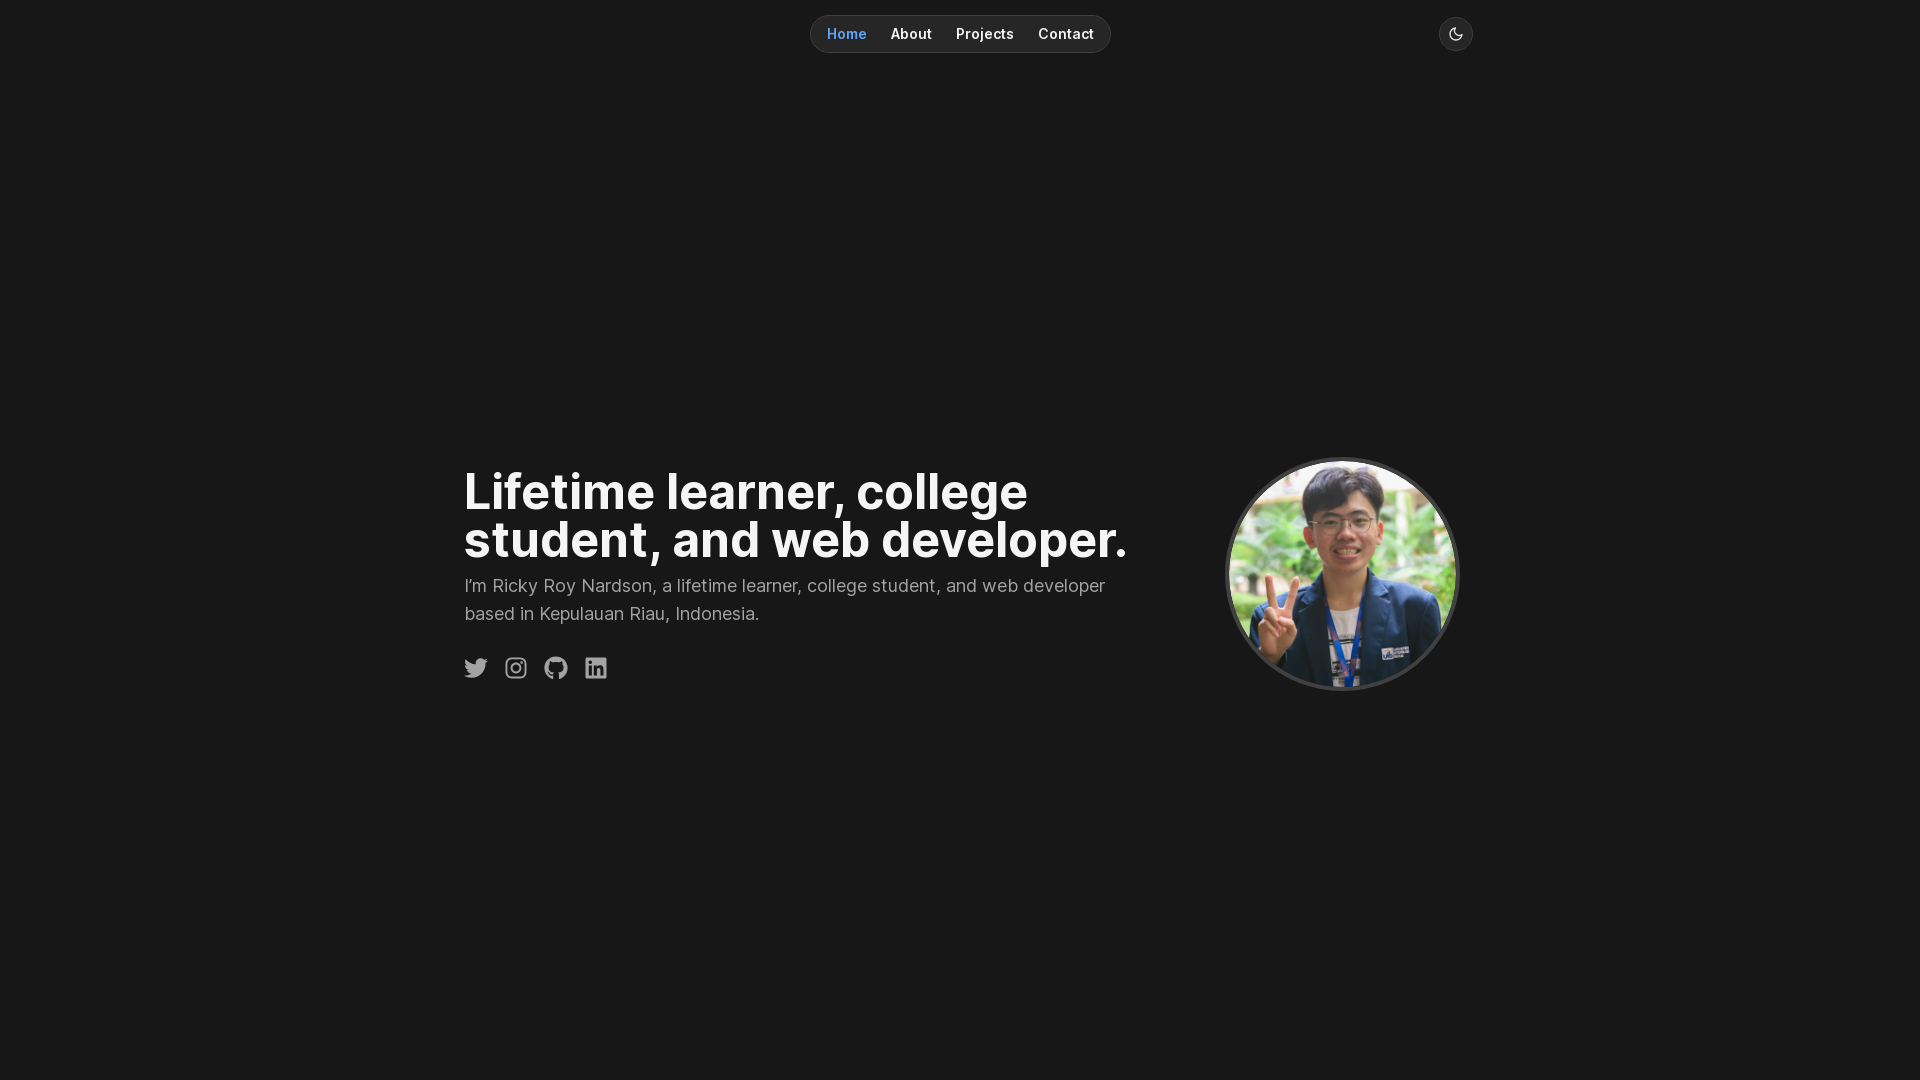 Home About Projects Contact
Lifetime learner, college
student, and web developer.
I’m Ricky Roy Nardson, a lifetime learner, college student, and web developer
based in Kepulauan Riau, Indonesia.